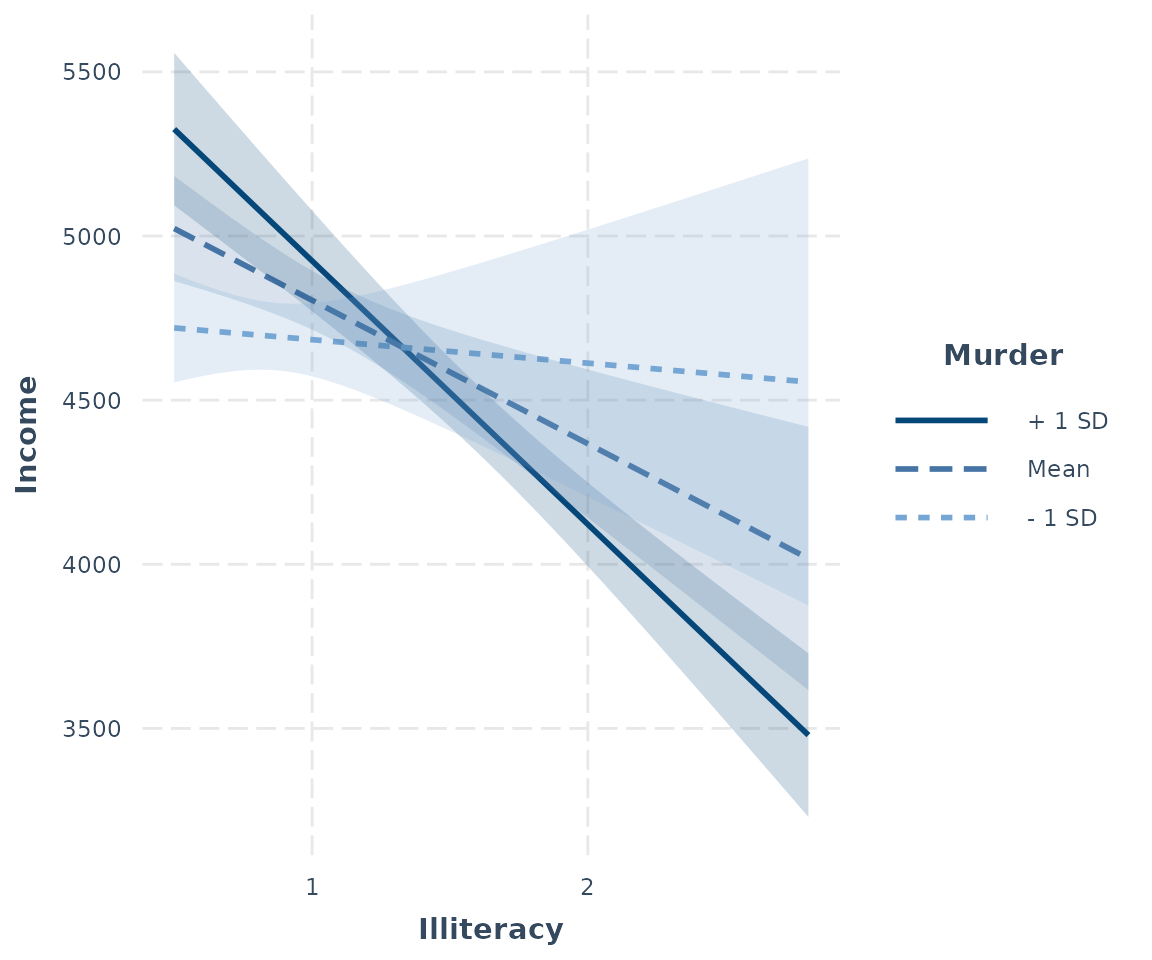 5500
5000
4500
4000
3500
Income
1 2
Illiteracy
Murder
+ 1 SD
Mean
- 1 SD